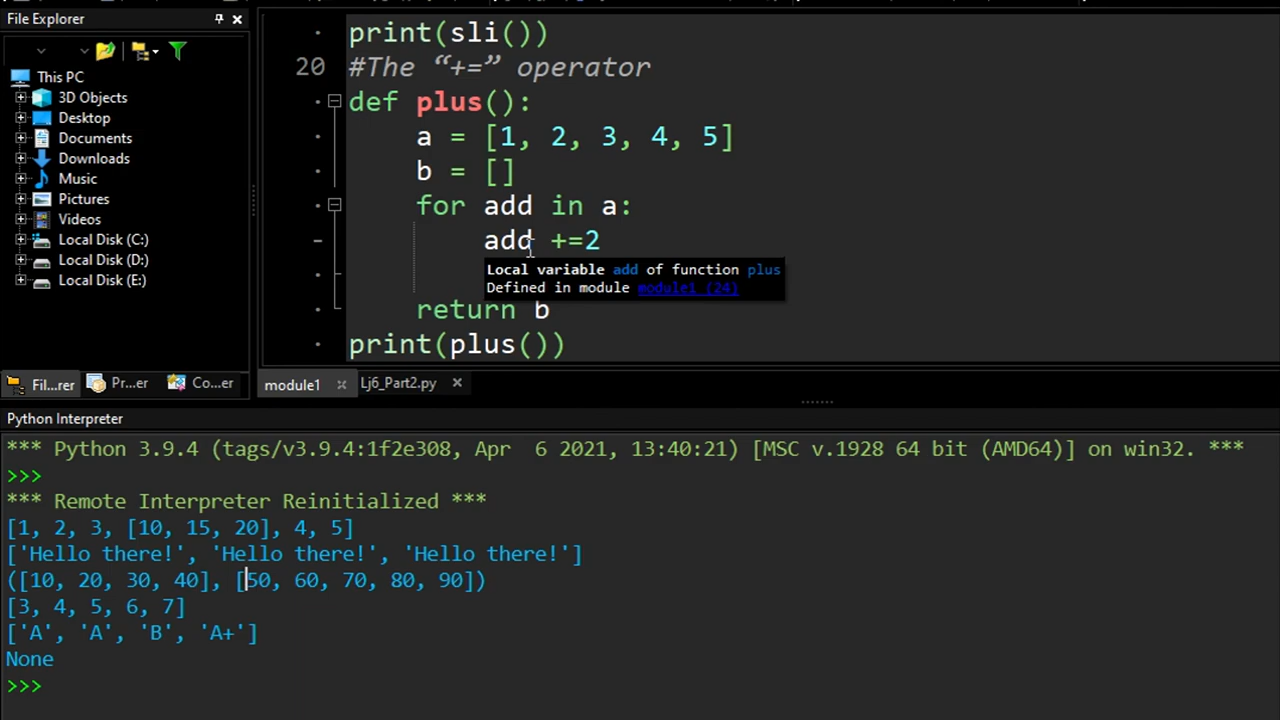 File Explorer
This PC
3D Objects
Desktop
Documents
Downloads
Music
Pictures
Videos
Local Disk (C:)
Local Disk (D:)
Local Disk (E:)
Fil...rer
Pr...er
Co...er
print(sli())
20 #The “+=” operator
def plus():
a = [1, 2, 3, 4, 5]
b = []
for add in a:
add +=2
Local variable add of function plus
Defined in module module1 (24)
return b
print(plus())
module1
Lj6_Part2.py
Python Interpreter
*** Python 3.9.4 (tags/v3.9.4:1f2e308, Apr  6 2021, 13:40:21) [MSC v.1928 64 bit (AMD64)] on win32. ***
>>>
*** Remote Interpreter Reinitialized ***
[1, 2, 3, [10, 15, 20], 4, 5]
['Hello there!', 'Hello there!', 'Hello there!']
([10, 20, 30, 40], [50, 60, 70, 80, 90])
[3, 4, 5, 6, 7]
['A', 'A', 'B', 'A+']
None
>>>